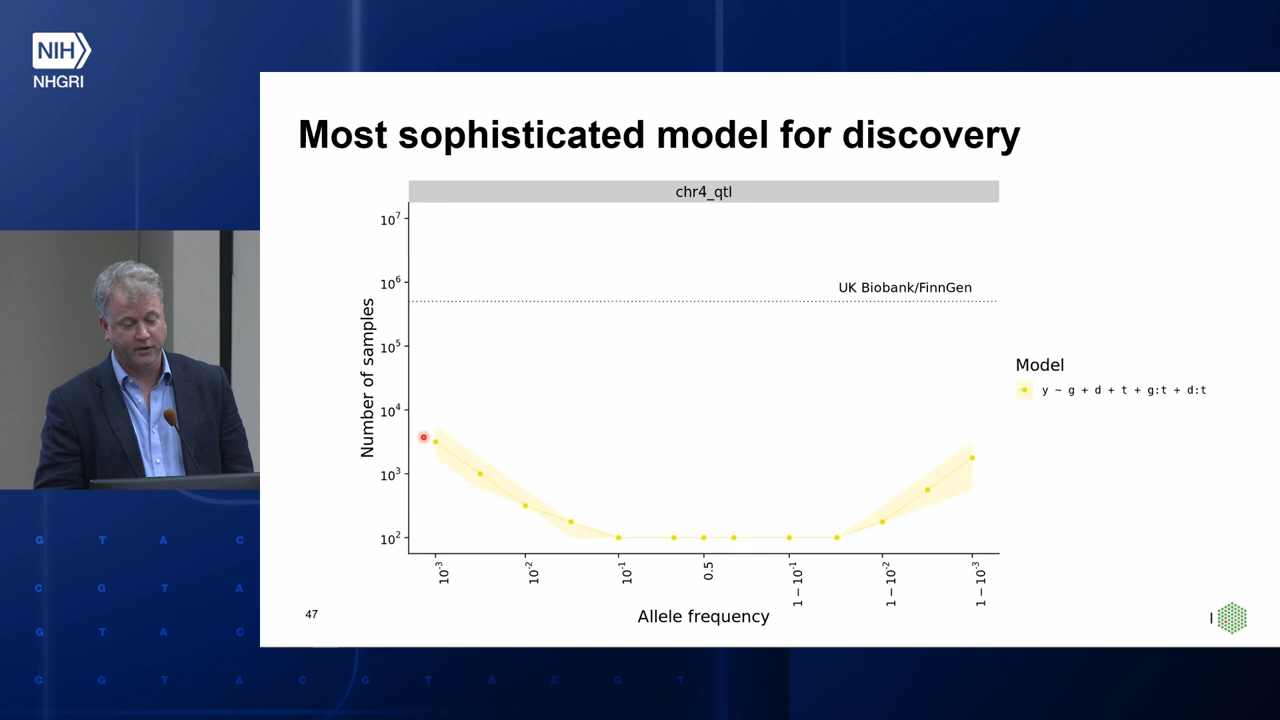 NIH
NHGRI
Most sophisticated model for discovery
chr4_qtl
10^7
10^6
10^5
10^4
10^3
10^2
Number of samples
UK Biobank/FinnGen
Model
y ~ g + d + t + g:t + d:t
10^-3
10^-2
10^-1
0.5
1 − 10^-1
1 − 10^-2
1 − 10^-3
Allele frequency
47
I
G T A C
C G T A
G T A C
C G T A C G T A C G T